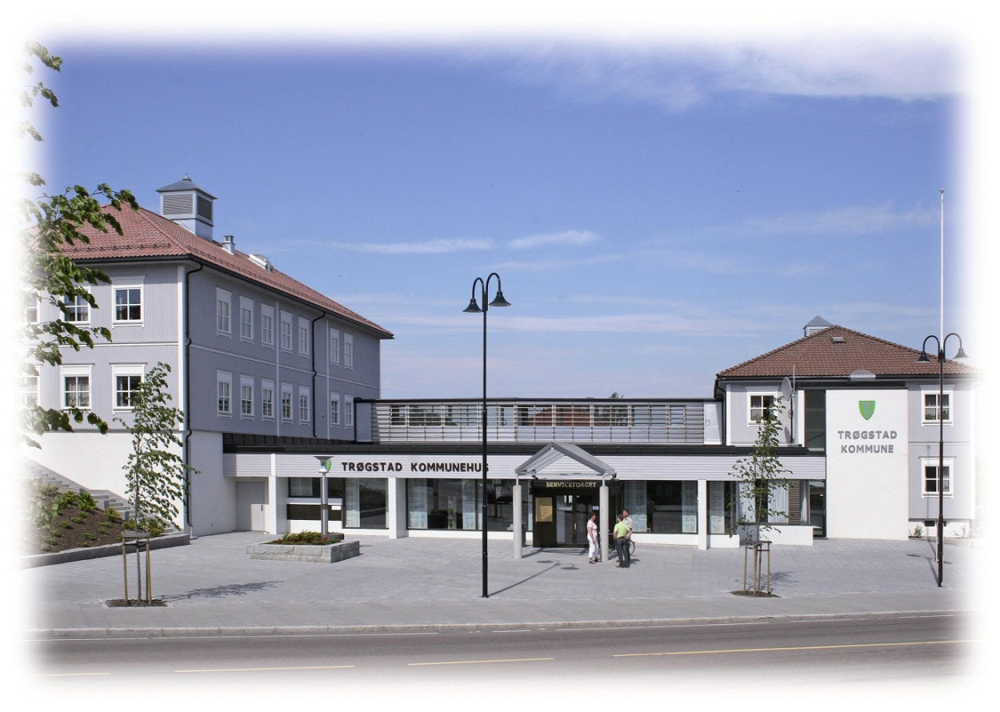 TRØGSTAD KOMMUNEHUS
SERVICETORGET
TRØGSTAD
KOMMUNE